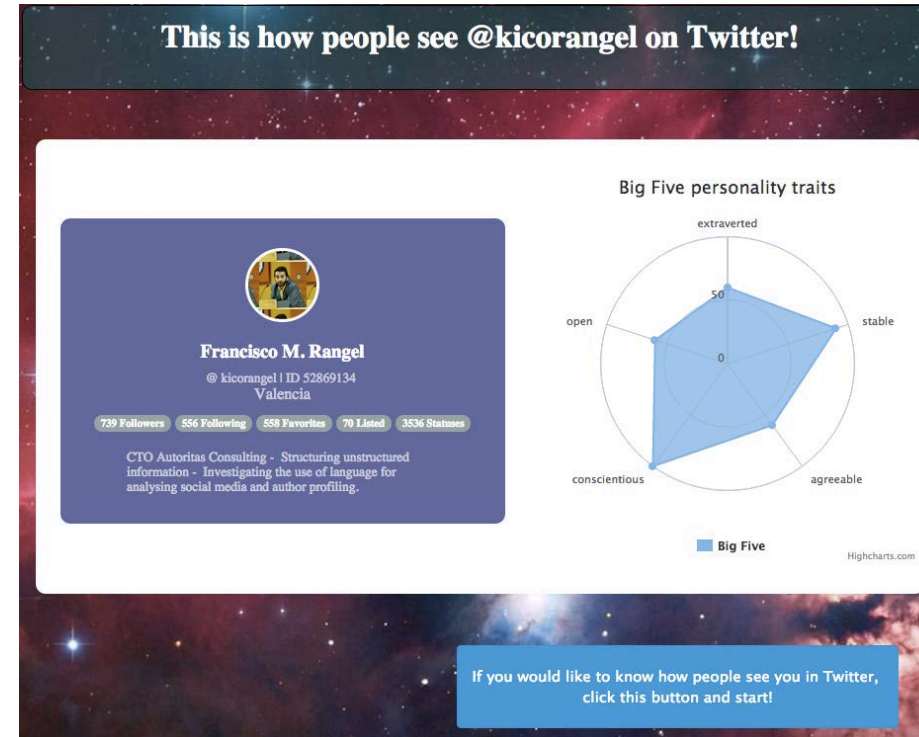 This is how people see @kicorangel on Twitter!
Francisco M. Rangel
@ kicorangel | ID 52869134
Valencia
739 Followers 556 Following 558 Favorites 70 Listed 3536 Statuses
CTO Autoritas Consulting - Structuring unstructured
information - Investigating the use of language for
analysing social media and author profiling.
Big Five personality traits
extraverted
50
open
stable
0
conscientious
agreeable
Big Five
Highcharts.com
If you would like to know how people see you in Twitter,
click this button and start!